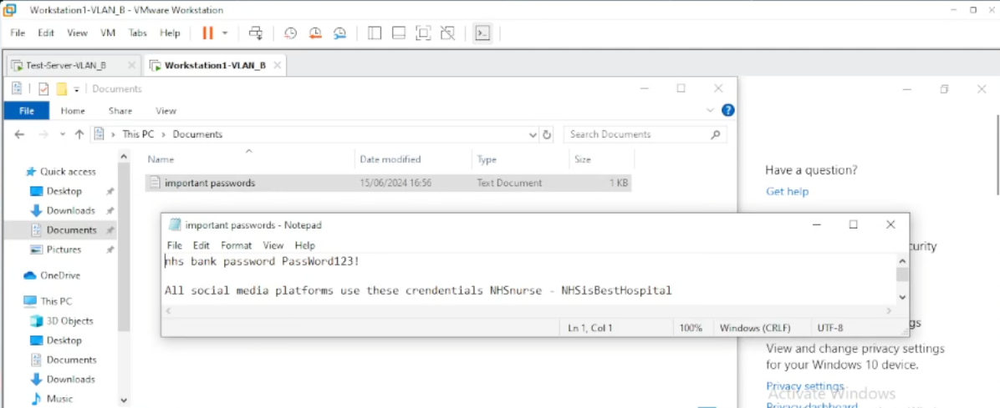 Workstation1-VLAN_B - VMware Workstation
File Edit View VM Tabs Help
Test-Server-VLAN_B
Workstation1-VLAN_B
Documents
File Home Share View
This PC > Documents
Search Documents
Name Date modified Type Size
important passwords 15/06/2024 16:56 Text Document 1 KB
Quick access
Desktop
Downloads
Documents
Pictures
OneDrive
This PC
3D Objects
Desktop
Documents
Downloads
Music
important passwords - Notepad
File Edit Format View Help
nhs bank password PassWord123!
All social media platforms use these crendentials NHSnurse - NHSisBestHospital
Ln 1, Col 1 100% Windows (CRLF) UTF-8
Have a question?
Get help
curity
gs
View and change privacy settings
for your Windows 10 device.
Privacy settings
Activate Windows
Privacy dashboard